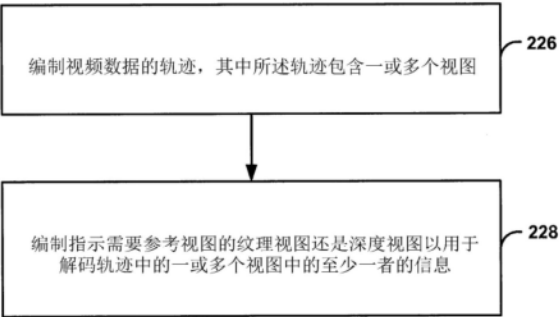 编制视频数据的轨迹，其中所述轨迹包含一或多个视图
226
编制指示需要参考视图的纹理视图还是深度视图以用于
解码轨迹中的一或多个视图中的至少一者的信息
228